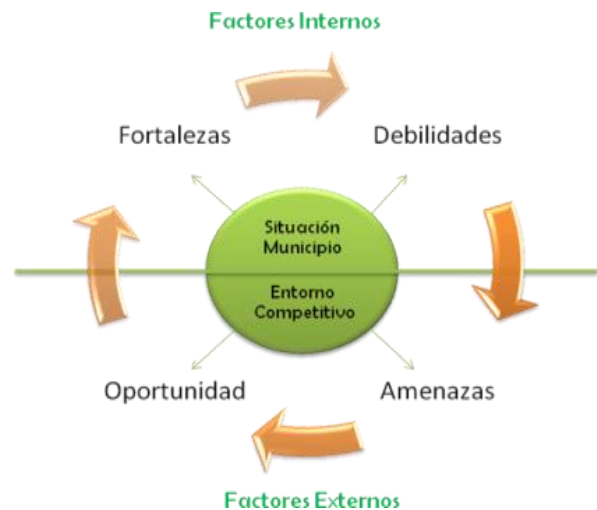 Factores Internos
Fortalezas
Debilidades
Situación
Municipio
Entorno
Competitivo
Oportunidad
Amenazas
Factores Externos